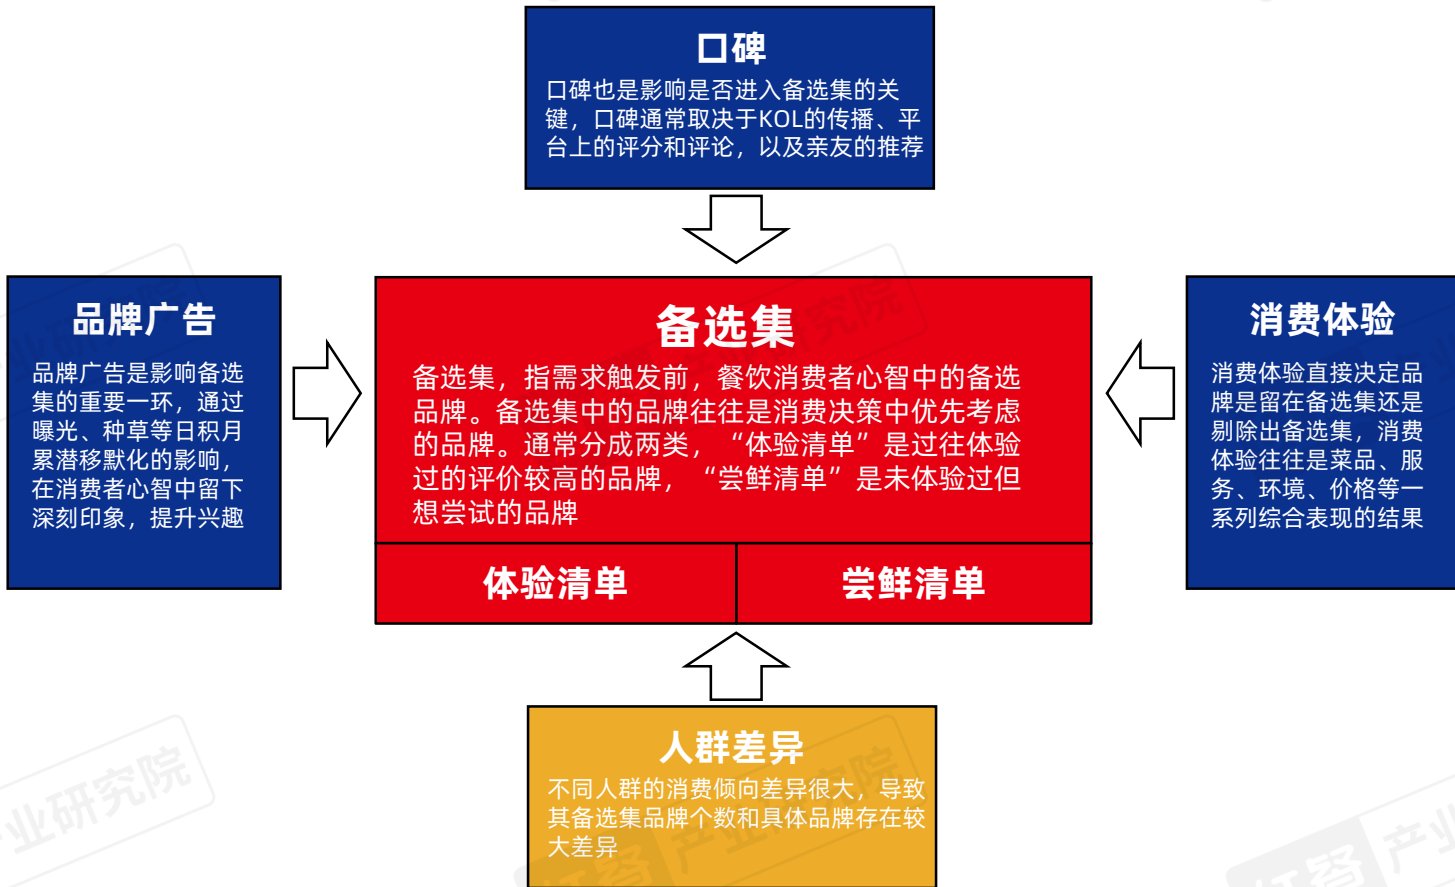 口碑
口碑也是影响是否进入备选集的关
键，口碑通常取决于KOL的传播、平
台上的评分和评论，以及亲友的推荐
品牌广告
品牌广告是影响备选
集的重要一环，通过
曝光、种草等日积月
累潜移默化的影响，
在消费者心智中留下
深刻印象，提升兴趣
备选集
备选集，指需求触发前，餐饮消费者心智中的备选
品牌。备选集中的品牌往往是消费决策中优先考虑
的品牌。通常分成两类，“体验清单”是过往体验
过的评价较高的品牌，“尝鲜清单”是未体验过但
想尝试的品牌
体验清单
尝鲜清单
消费体验
消费体验直接决定品
牌是留在备选集还是
剔除出备选集，消费
体验往往是菜品、服
务、环境、价格等一
系列综合表现的结果
人群差异
不同人群的消费倾向差异很大，导致
其备选集品牌个数和具体品牌存在较
大差异
产业研究院